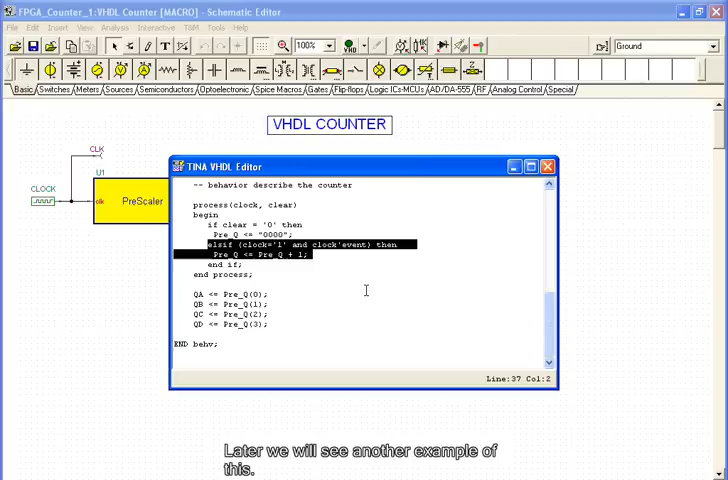 FPGA_Counter_1:VHDL Counter [MACRO] - Schematic Editor
File Edit Insert View Analysis Interactive T&M Tools Help
100% VHD Ground
Basic Switches Meters Sources Semiconductors Optoelectronic Spice Macros Gates Flip-flops Logic ICs-MCUs AD/DA-555 RF Analog Control Special
VHDL COUNTER
CLK
U1
CLOCK
clk PreScaler
TINA VHDL Editor
-- behavior describe the counter
process(clock, clear)
begin
if clear = '0' then
Pre_Q <= "0000";
elsif (clock='1' and clock'event) then
Pre_Q <= Pre_Q + 1;
end if;
end process;
QA <= Pre_Q(0);
QB <= Pre_Q(1);
QC <= Pre_Q(2);
QD <= Pre_Q(3);
END behv;
Line:37 Col:2
Later we will see another example of
this.